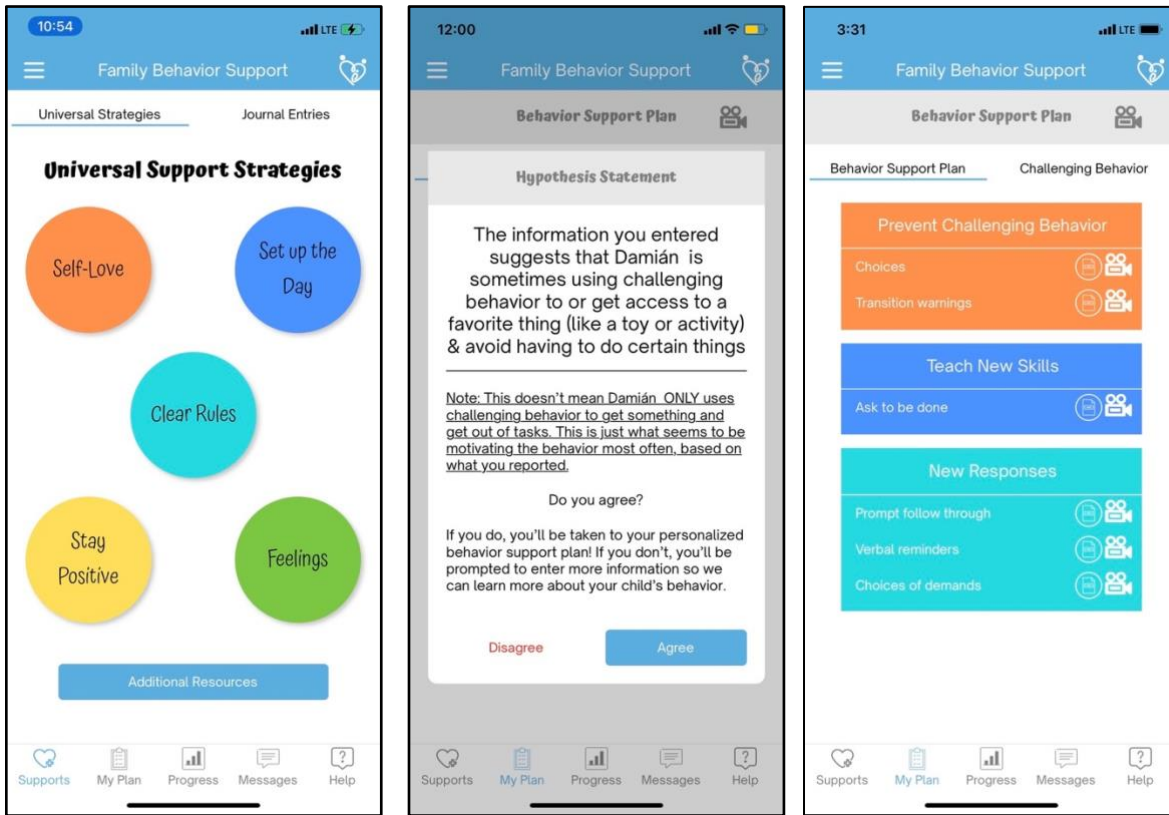 10:54
LTE
Family Behavior Support
Universal Strategies
Journal Entries
Universal Support Strategies
Self-Love
Set up the
Day
Clear Rules
Stay
Positive
Feelings
Additional Resources
Supports
My Plan
Progress
Messages
Help
12:00
Family Behavior Support
Behavior Support Plan
Hypothesis Statement
The information you entered
suggests that Damián is
sometimes using challenging
behavior to or get access to a
favorite thing (like a toy or activity)
& avoid having to do certain things
Note: This doesn't mean Damián ONLY uses
challenging behavior to get something and
get out of tasks. This is just what seems to be
motivating the behavior most often, based on
what you reported.
Do you agree?
If you do, you'll be taken to your personalized
behavior support plan! If you don't, you'll be
prompted to enter more information so we
can learn more about your child's behavior.
Disagree
Agree
Supports
My Plan
Progress
Messages
Help
3:31
LTE
Family Behavior Support
Behavior Support Plan
Behavior Support Plan
Challenging Behavior
Prevent Challenging Behavior
Choices
Transition warnings
Teach New Skills
Ask to be done
New Responses
Prompt follow through
Verbal reminders
Choices of demands
Supports
My Plan
Progress
Messages
Help